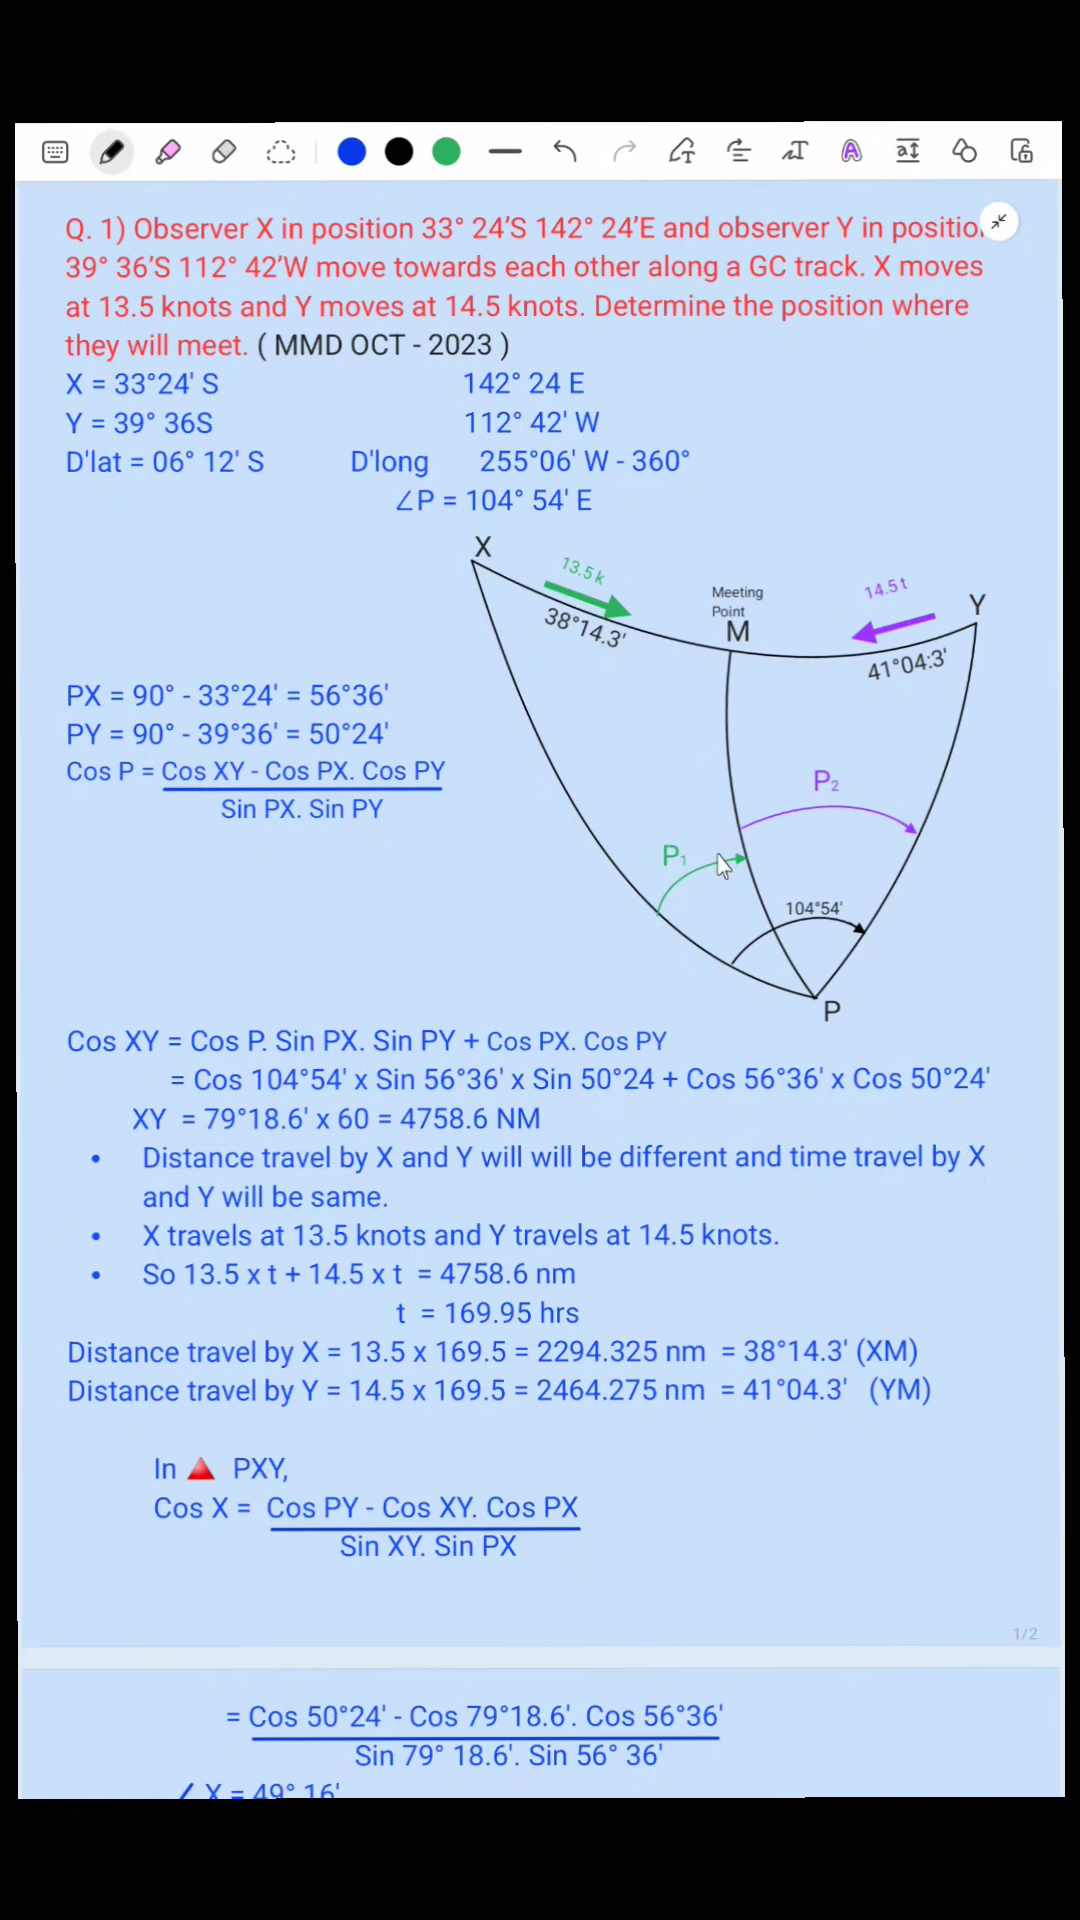 Q. 1) Observer X in position 33° 24'S 142° 24'E and observer Y in positio
39° 36'S 112° 42'W move towards each other along a GC track. X moves
at 13.5 knots and Y moves at 14.5 knots. Determine the position where
they will meet. ( MMD OCT - 2023 )
X = 33°24' S 142° 24 E
Y = 39° 36S 112° 42' W
D'lat = 06° 12' S D'long 255°06' W - 360°
∠P = 104° 54' E
X
13.5 k
38°14.3'
Meeting
Point
M
14.5 t
Y
41°04:3'
PX = 90° - 33°24' = 56°36'
PY = 90° - 39°36' = 50°24'
Cos P = Cos XY - Cos PX. Cos PY
Sin PX. Sin PY
P₂
P₁
104°54'
P
Cos XY = Cos P. Sin PX. Sin PY + Cos PX. Cos PY
= Cos 104°54' x Sin 56°36' x Sin 50°24 + Cos 56°36' x Cos 50°24'
XY = 79°18.6' x 60 = 4758.6 NM
• Distance travel by X and Y will will be different and time travel by X
and Y will be same.
• X travels at 13.5 knots and Y travels at 14.5 knots.
• So 13.5 x t + 14.5 x t = 4758.6 nm
t = 169.95 hrs
Distance travel by X = 13.5 x 169.5 = 2294.325 nm = 38°14.3' (XM)
Distance travel by Y = 14.5 x 169.5 = 2464.275 nm = 41°04.3' (YM)
In 🔺 PXY,
Cos X = Cos PY - Cos XY. Cos PX
Sin XY. Sin PX
1/2
= Cos 50°24' - Cos 79°18.6'. Cos 56°36'
Sin 79° 18.6'. Sin 56° 36'
∠ X = 49° 16'